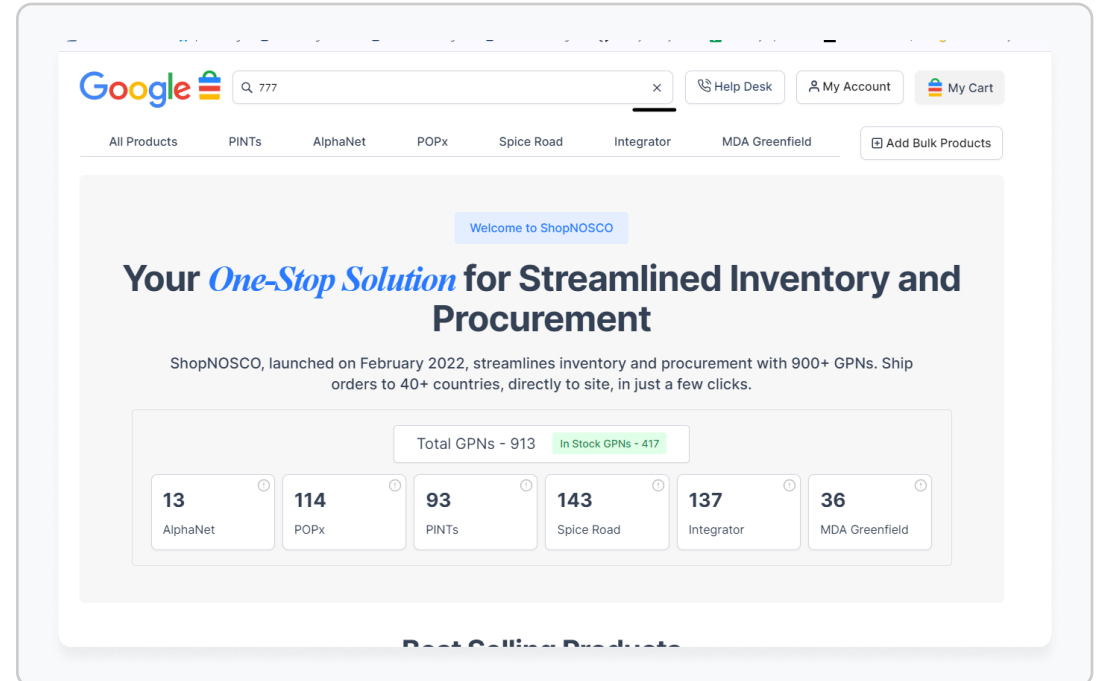 Google
777
Help Desk
My Account
My Cart
All Products PINTs AlphaNet POPx Spice Road Integrator MDA Greenfield
Add Bulk Products
Welcome to ShopNOSCO
Your One-Stop Solution for Streamlined Inventory and
Procurement
ShopNOSCO, launched on February 2022, streamlines inventory and procurement with 900+ GPNs. Ship
orders to 40+ countries, directly to site, in just a few clicks.
Total GPNs - 913 In Stock GPNs - 417
13
AlphaNet
114
POPx
93
PINTs
143
Spice Road
137
Integrator
36
MDA Greenfield
Best Selling Products